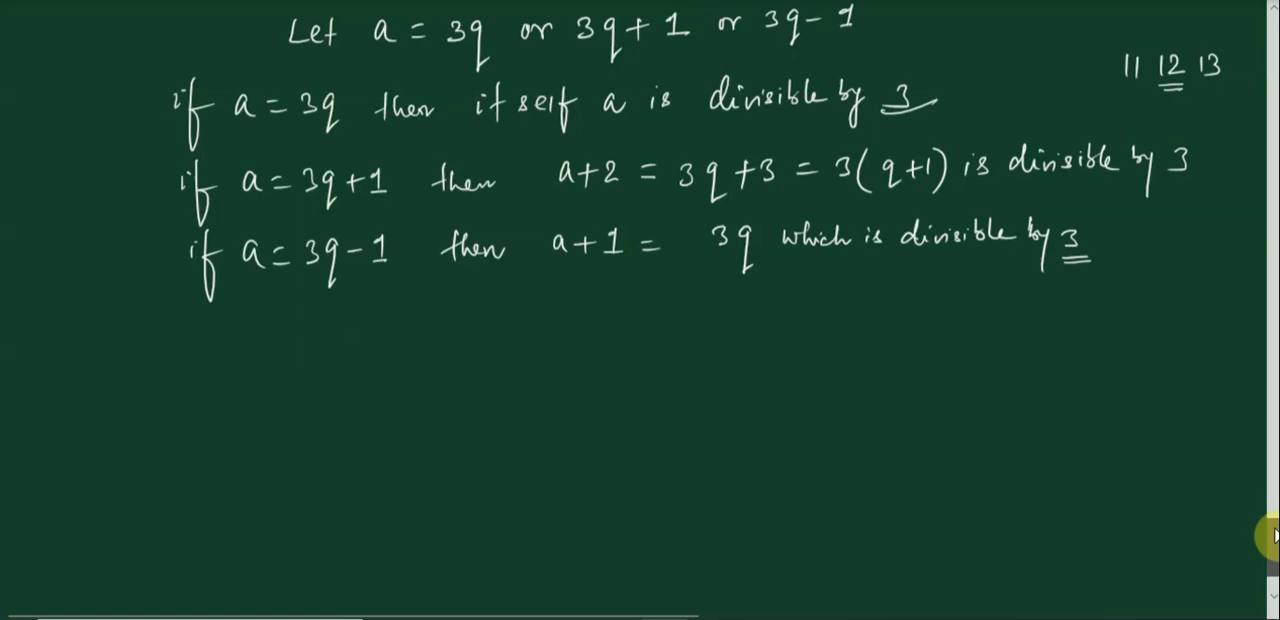 Let a = 3q or 3q + 1 or 3q - 1
11 12 13
if a = 3q then itself a is divisible by 3
if a = 3q + 1 then a + 2 = 3q + 3 = 3(q+1) is divisible by 3
if a = 3q - 1 then a + 1 = 3q which is divisible by 3